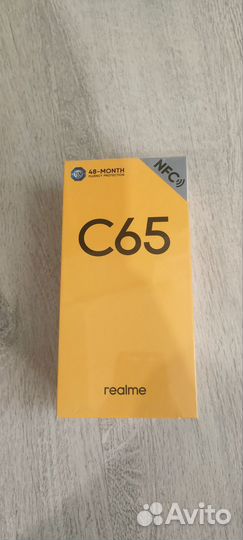 48-MONTH
FLUENCY PROTECTION
NFC
C65
realme
Avito